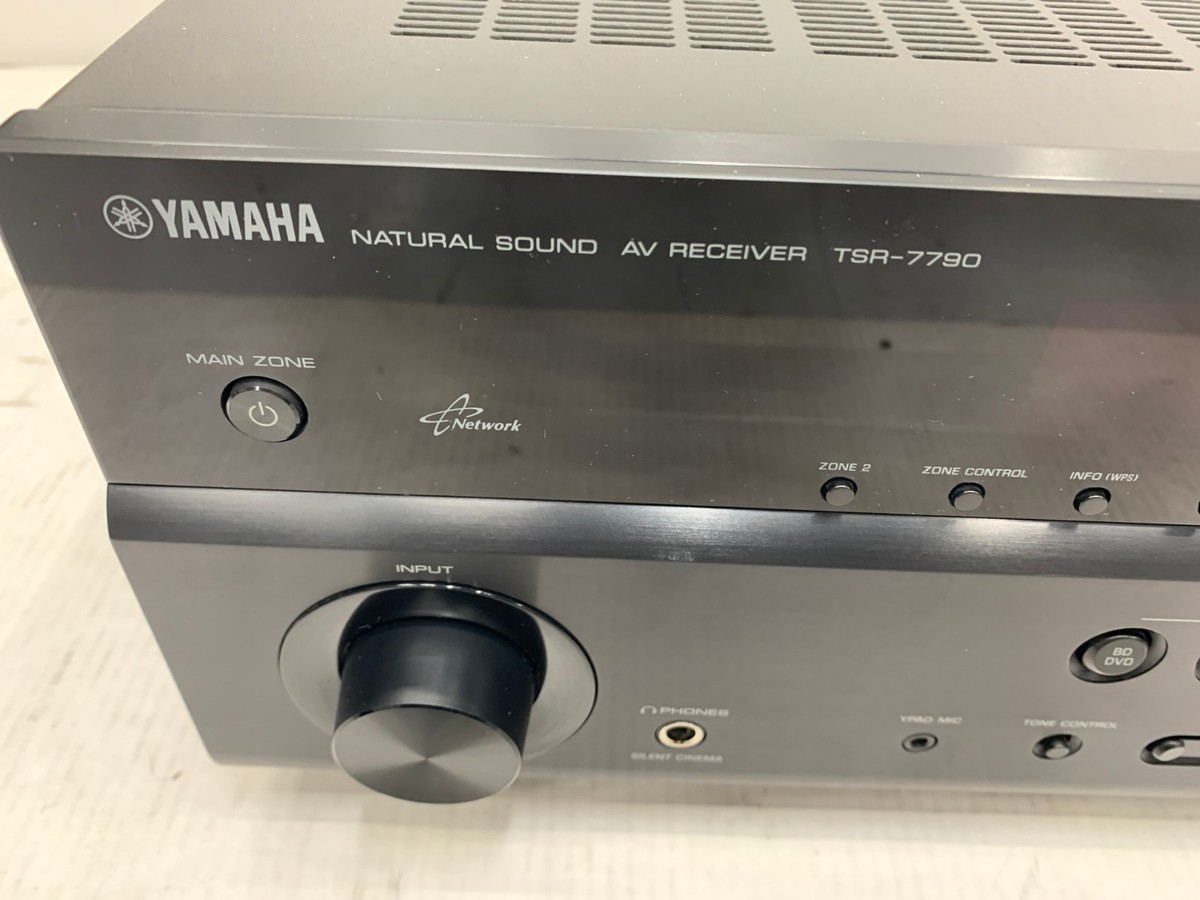 YAMAHA NATURAL SOUND AV RECEIVER TSR-7790
MAIN ZONE
Network
ZONE 2 ZONE CONTROL INFO (WPS)
INPUT
BD
DVD
PHONES YPAO MIC TONE CONTROL
SILENT CINEMA